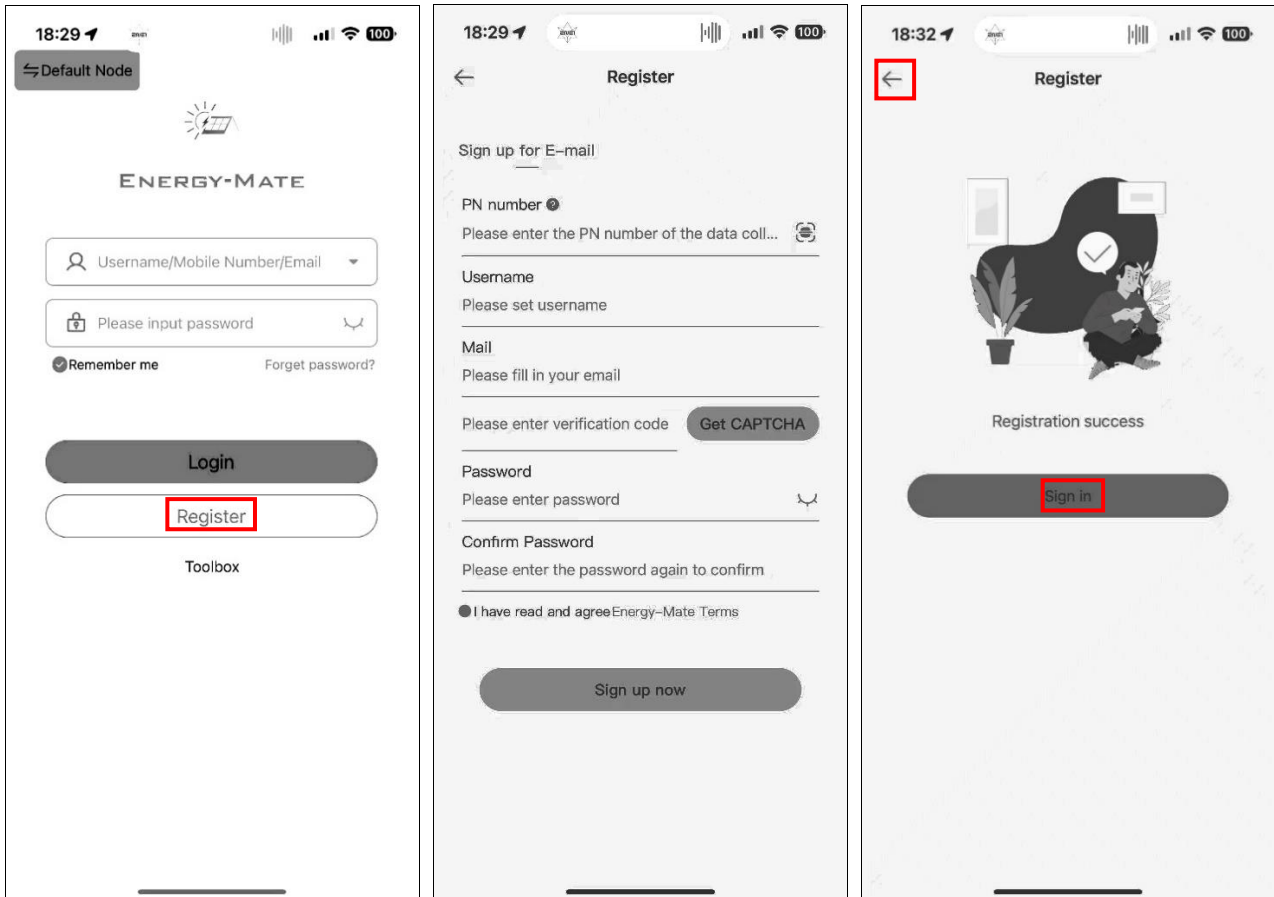 18:29
100
Default Node
ENERGY-MATE
Username/Mobile Number/Email
Please input password
Remember me
Forget password?
Login
Register
Toolbox
18:29
100
Register
Sign up for E-mail
PN number
Please enter the PN number of the data coll...
Username
Please set username
Mail
Please fill in your email
Please enter verification code
Get CAPTCHA
Password
Please enter password
Confirm Password
Please enter the password again to confirm
I have read and agree Energy-Mate Terms
Sign up now
18:32
100
Register
Registration success
Sign in